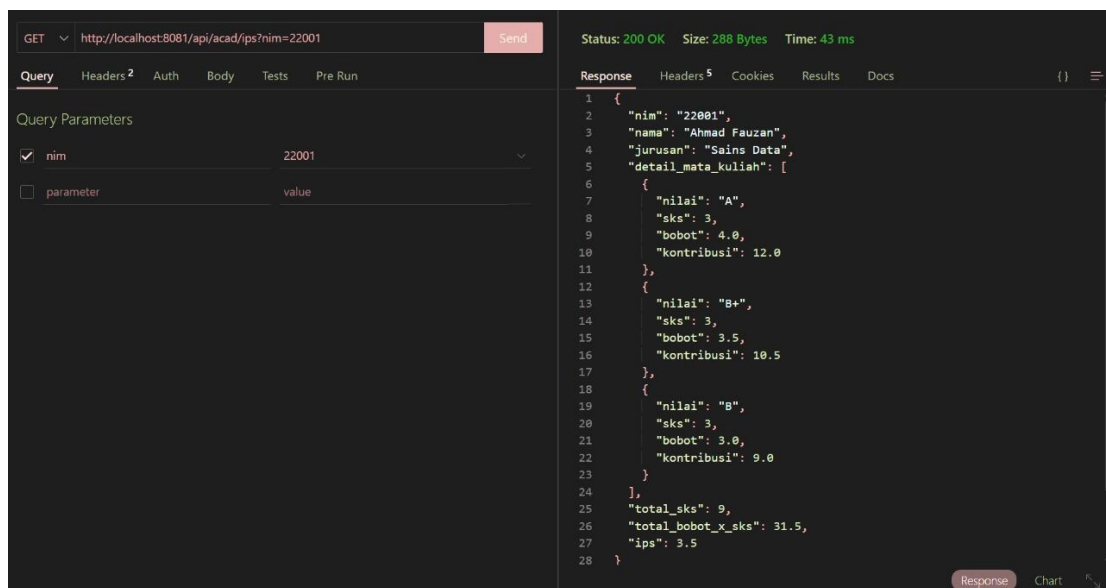 GET http://localhost:8081/api/acad/ips?nim=22001 Send
Query Headers 2 Auth Body Tests Pre Run
Query Parameters
nim 22001
parameter value
Status: 200 OK Size: 288 Bytes Time: 43 ms
Response Headers 5 Cookies Results Docs {}
1 {
2 "nim": "22001",
3 "nama": "Ahmad Fauzan",
4 "jurusan": "Sains Data",
5 "detail_mata_kuliah": [
6 {
7 "nilai": "A",
8 "sks": 3,
9 "bobot": 4.0,
10 "kontribusi": 12.0
11 },
12 {
13 "nilai": "B+",
14 "sks": 3,
15 "bobot": 3.5,
16 "kontribusi": 10.5
17 },
18 {
19 "nilai": "B",
20 "sks": 3,
21 "bobot": 3.0,
22 "kontribusi": 9.0
23 }
24 ],
25 "total_sks": 9,
26 "total_bobot_x_sks": 31.5,
27 "ips": 3.5
28 }
Response Chart